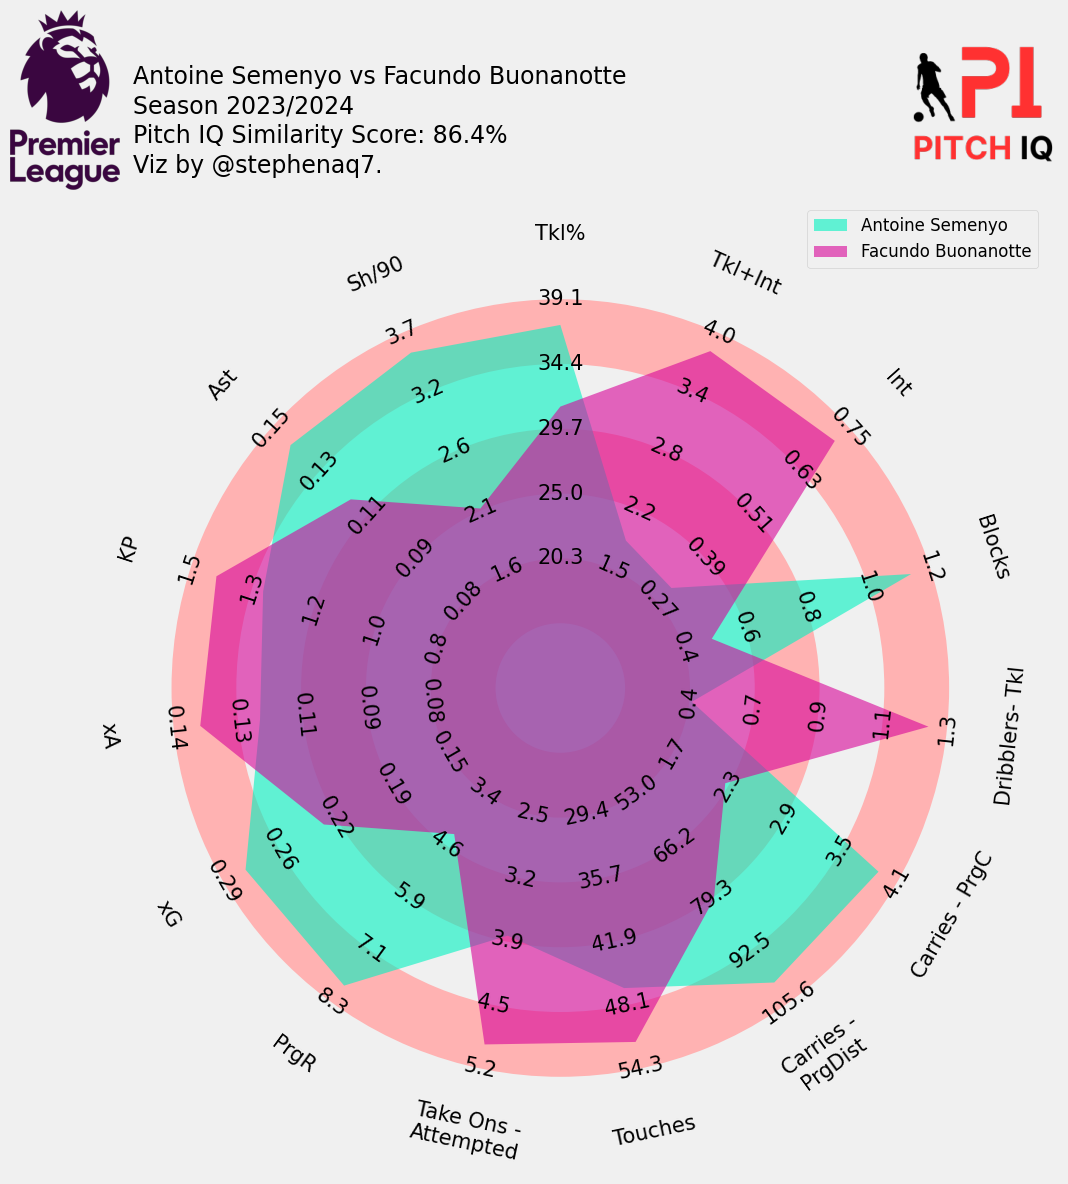 Antoine Semenyo vs Facundo Buonanotte
Season 2023/2024
Pitch IQ Similarity Score: 86.4%
Viz by @stephenaq7.
Premier
League
PI
PITCH IQ
Antoine Semenyo
Facundo Buonanotte
Tkl%
39.1
34.4
29.7
25.0
20.3
Tkl+Int
4.0
3.4
2.8
2.2
1.5
Int
0.75
0.63
0.51
0.39
0.27
Blocks
1.2
1.0
0.8
0.6
0.4
Dribblers- Tkl
1.3
1.1
0.9
0.7
0.4
Carries - PrgC
4.1
3.5
2.9
2.3
1.7
Carries -
PrgDist
105.6
92.5
79.3
66.2
53.0
Touches
54.3
48.1
41.9
35.7
29.4
Take Ons -
Attempted
5.2
4.5
3.9
3.2
2.5
PrgR
8.3
7.1
5.9
4.6
3.4
xG
0.29
0.26
0.22
0.19
0.15
xA
0.14
0.13
0.11
0.09
0.08
KP
1.5
1.3
1.2
1.0
0.8
Ast
0.15
0.13
0.11
0.09
0.08
Sh/90
3.7
3.2
2.6
2.1
1.6